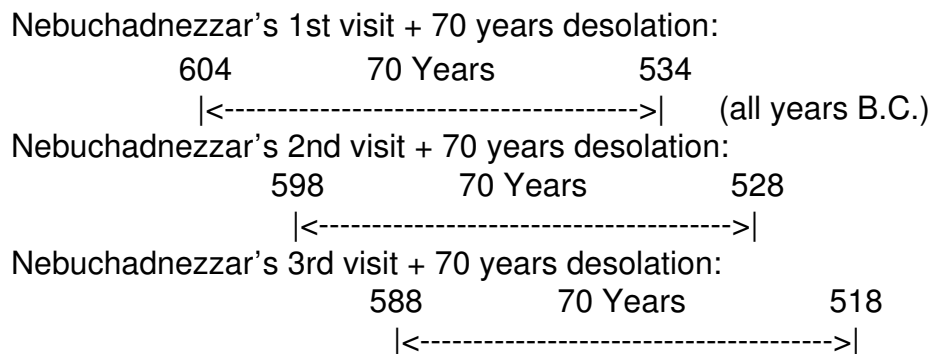 Nebuchadnezzar’s 1st visit + 70 years desolation:
604 70 Years 534
|<--------------------------------------->| (all years B.C.)
Nebuchadnezzar’s 2nd visit + 70 years desolation:
598 70 Years 528
|<--------------------------------------->|
Nebuchadnezzar’s 3rd visit + 70 years desolation:
588 70 Years 518
|<--------------------------------------->|